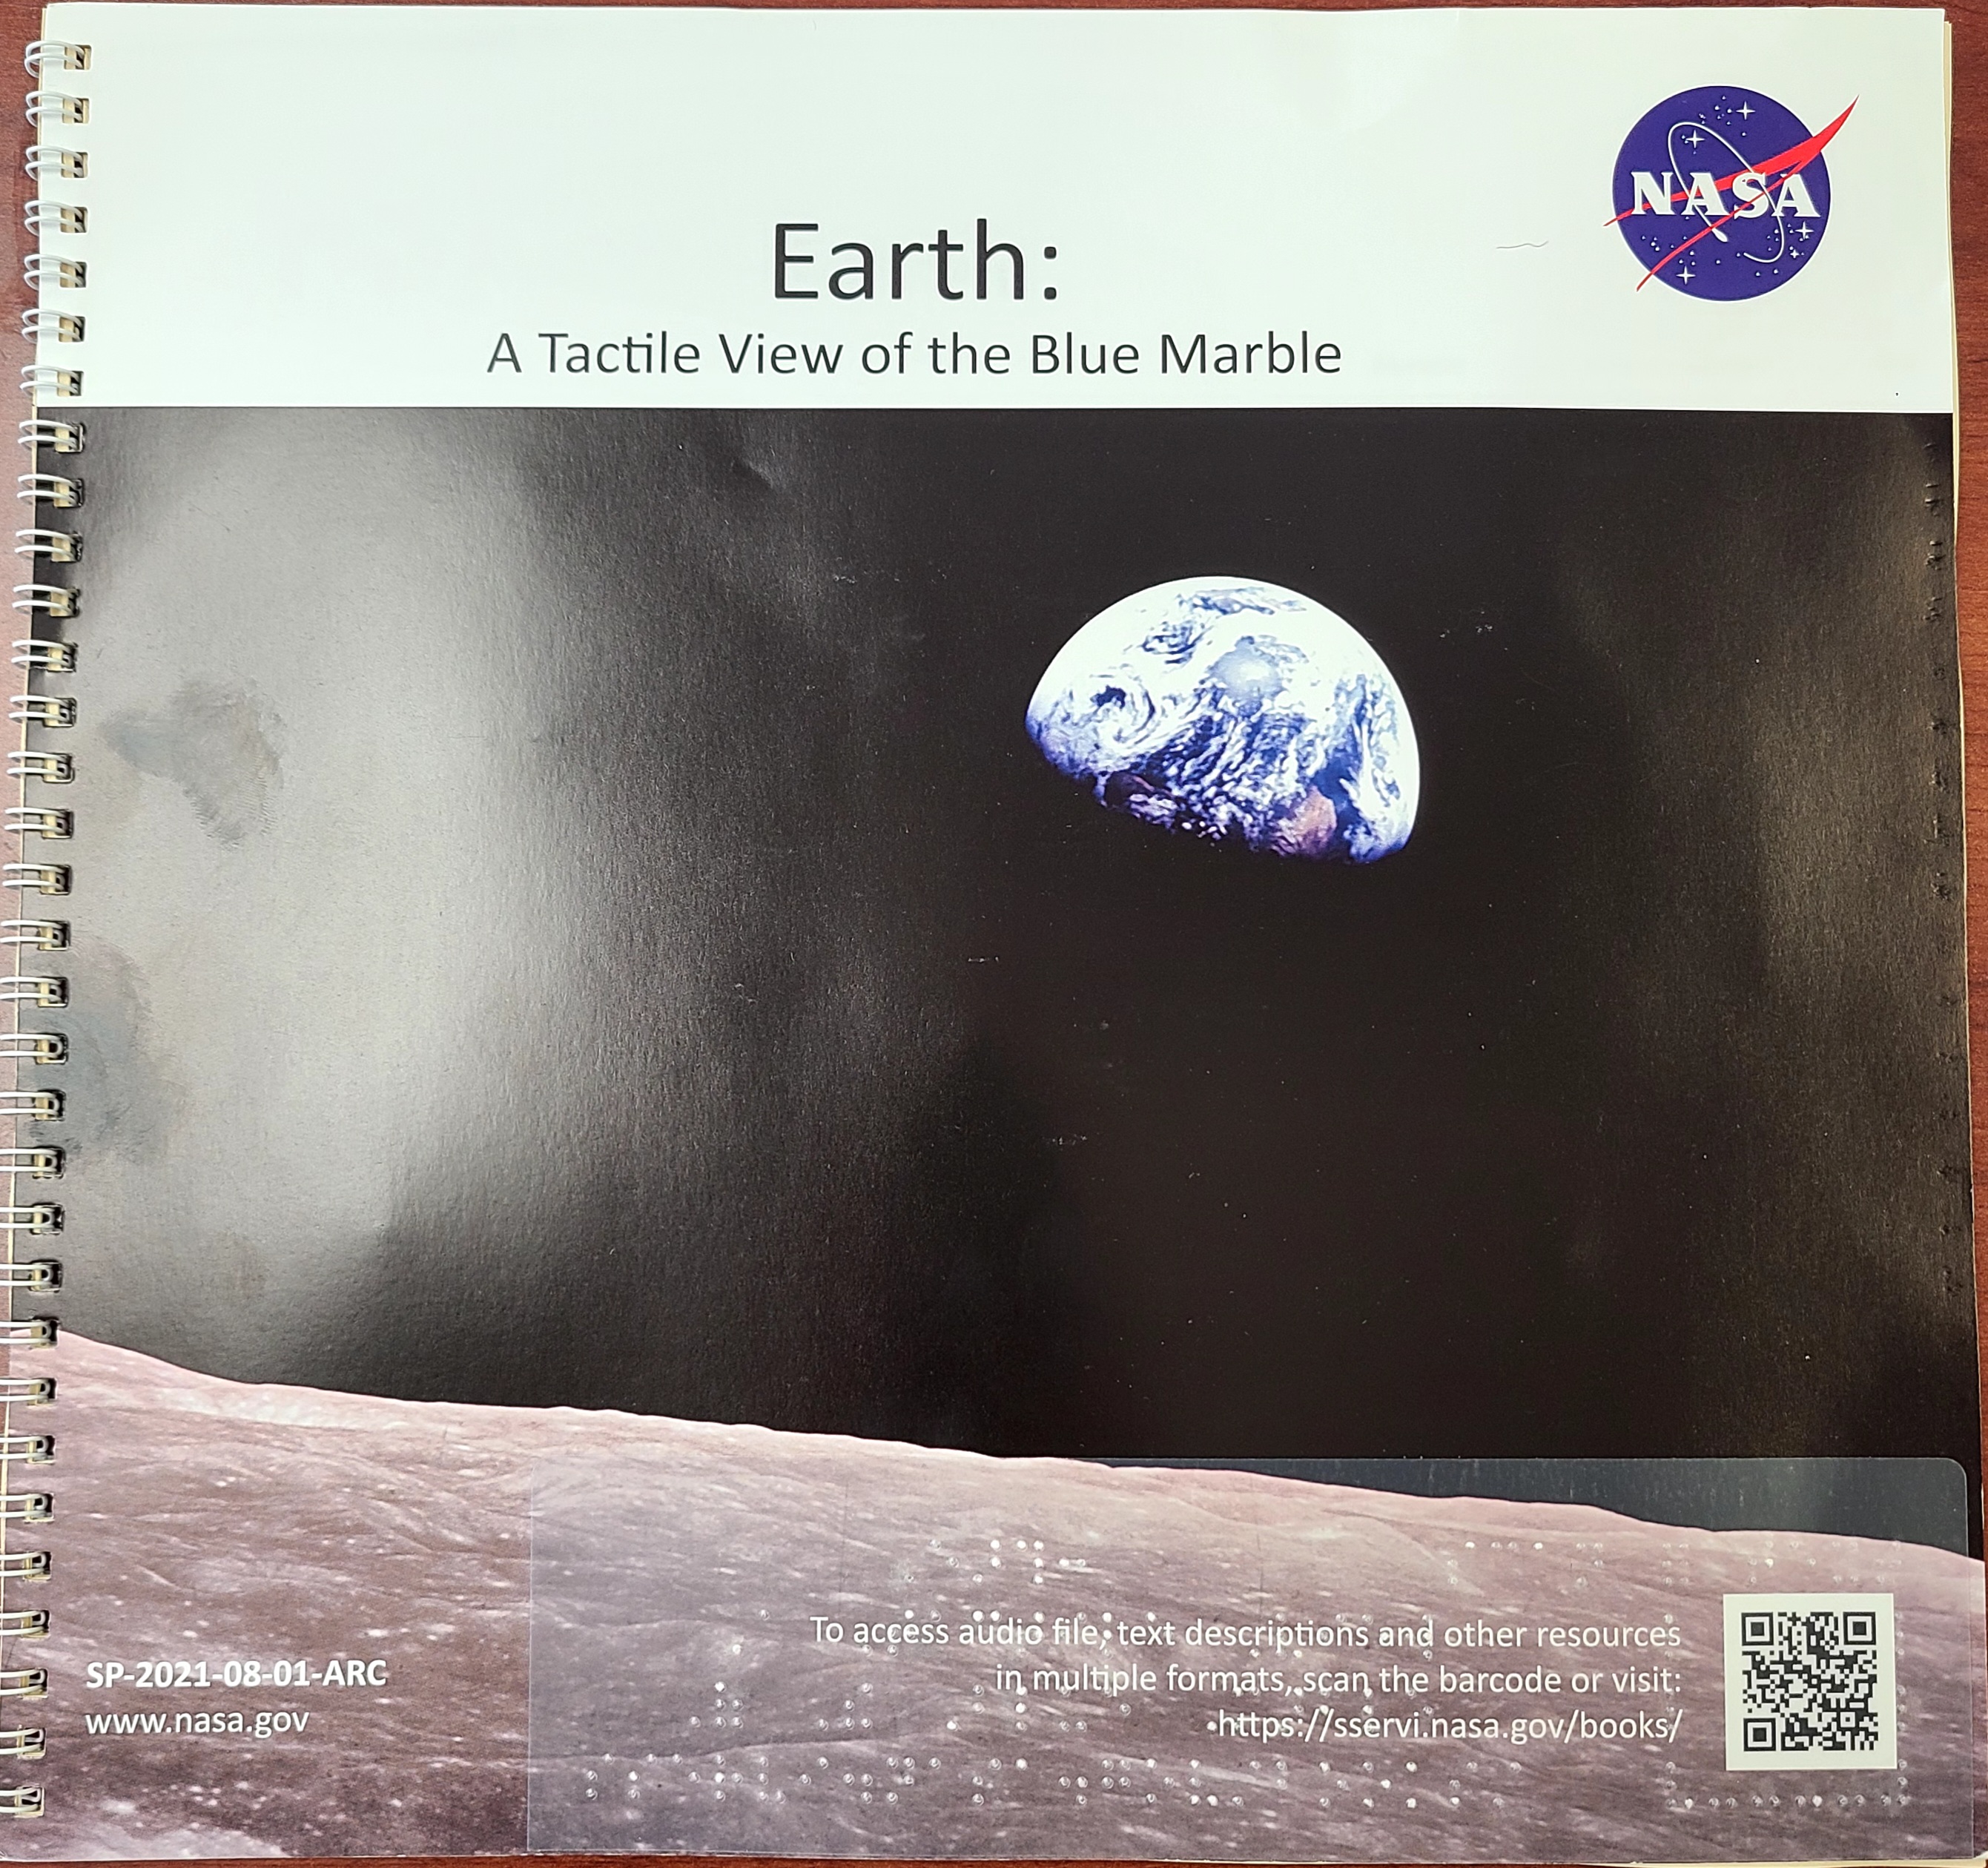 NASA
Earth:
A Tactile View of the Blue Marble
To access audio file, text descriptions and other resources
in multiple formats, scan the barcode or visit:
https://sservi.nasa.gov/books/
SP-2021-08-01-ARC
www.nasa.gov